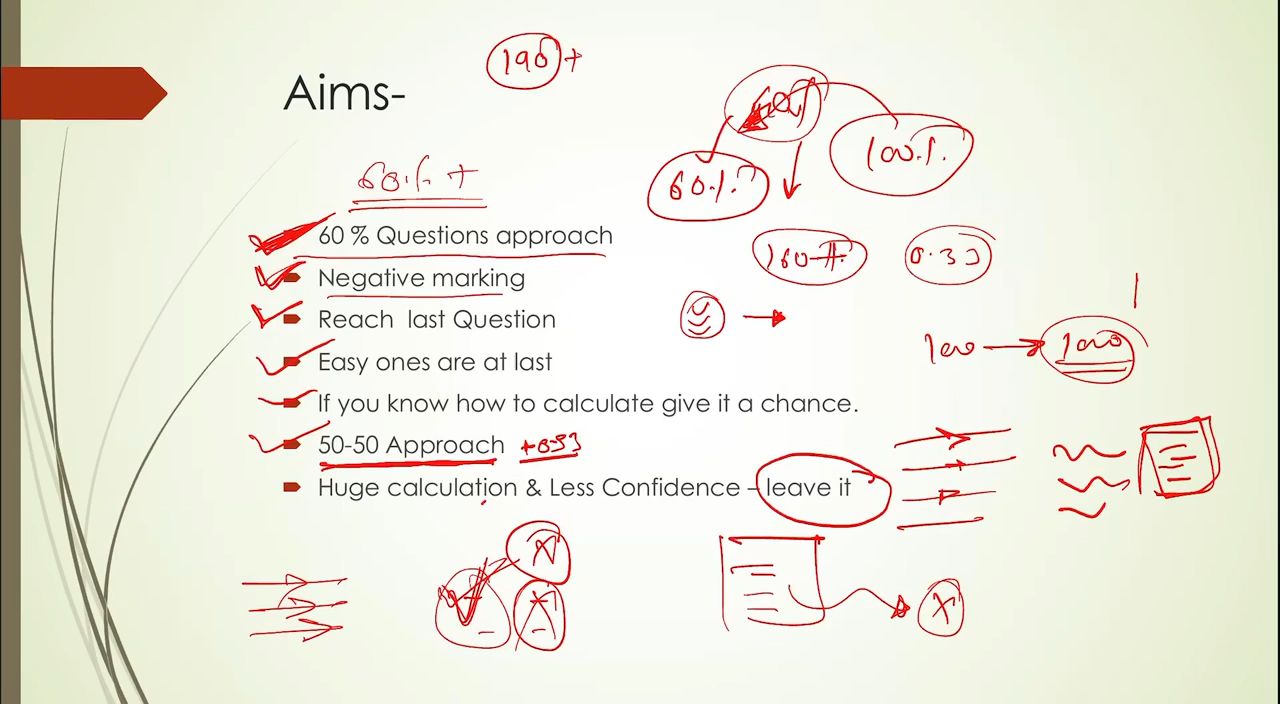 190+
Aims-
100%
60%
60% +
60 % Questions approach
0.33
Negative marking
Reach last Question
100 → 100
Easy ones are at last
If you know how to calculate give it a chance.
50-50 Approach +0.33
Huge calculation & Less Confidence – leave it